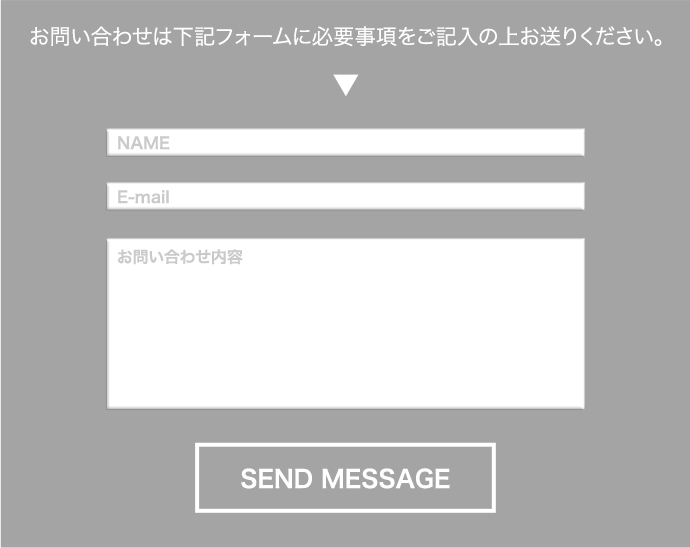 お問い合わせは下記フォームに必要事項をご記入の上お送りください。
NAME
E-mail
お問い合わせ内容
SEND MESSAGE